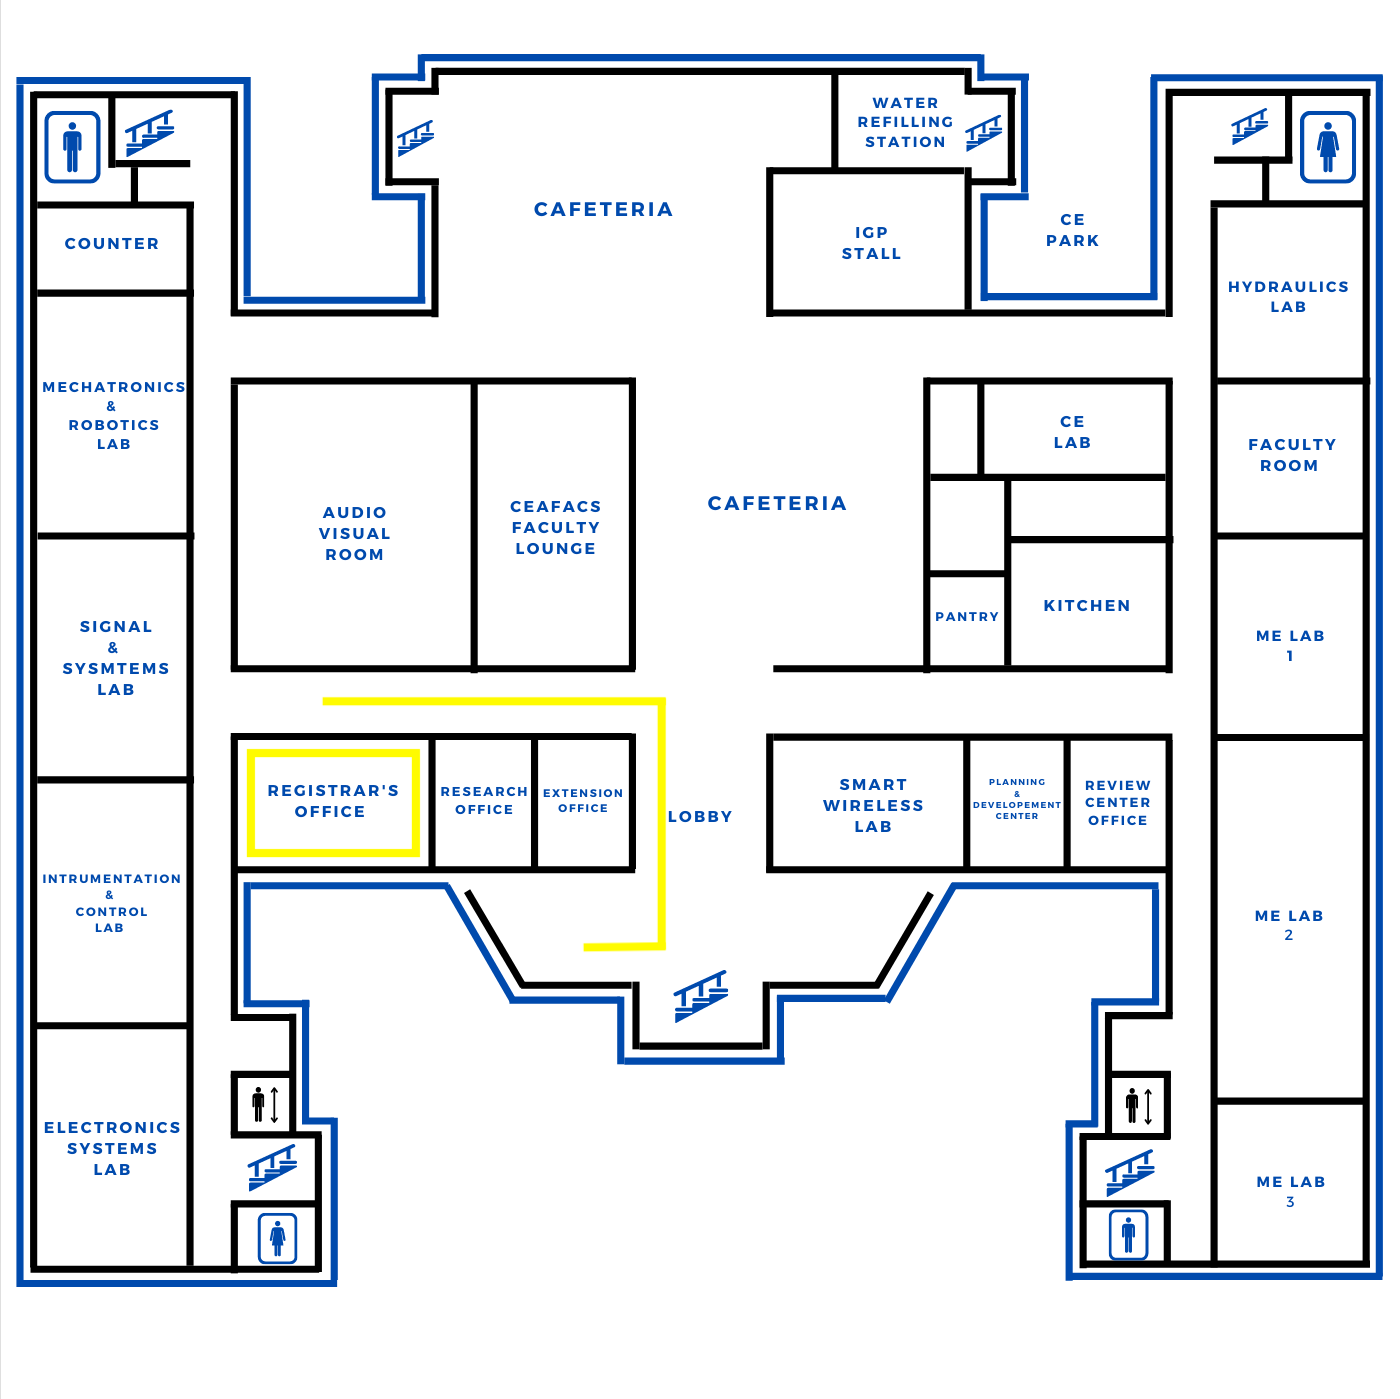 WATER
REFILLING
STATION
CAFETERIA
IGP
STALL
CE
PARK
COUNTER
HYDRAULICS
LAB
MECHATRONICS
&
ROBOTICS
LAB
CE
LAB
FACULTY
ROOM
AUDIO
VISUAL
ROOM
CEAFACS
FACULTY
LOUNGE
CAFETERIA
PANTRY
KITCHEN
SIGNAL
&
SYSMTEMS
LAB
ME LAB
1
REGISTRAR'S
OFFICE
RESEARCH
OFFICE
EXTENSION
OFFICE
LOBBY
SMART
WIRELESS
LAB
PLANNING
&
DEVELOPEMENT
CENTER
REVIEW
CENTER
OFFICE
INTRUMENTATION
&
CONTROL
LAB
ME LAB
2
ELECTRONICS
SYSTEMS
LAB
ME LAB
3